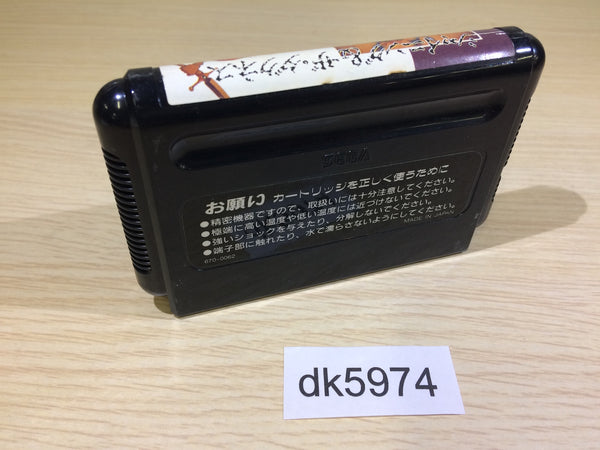 SEGA
お願い カートリッジを正しく使うために
●精密機器ですので、取扱いには十分注意してください。
●極端に高い温度や低い温度には近づけないでください。
●強いショックを与えたり、分解しないでください。
●端子部に触れたり、水で濡らさないようにしてください。
670-0062
MADE IN JAPAN
dk5974